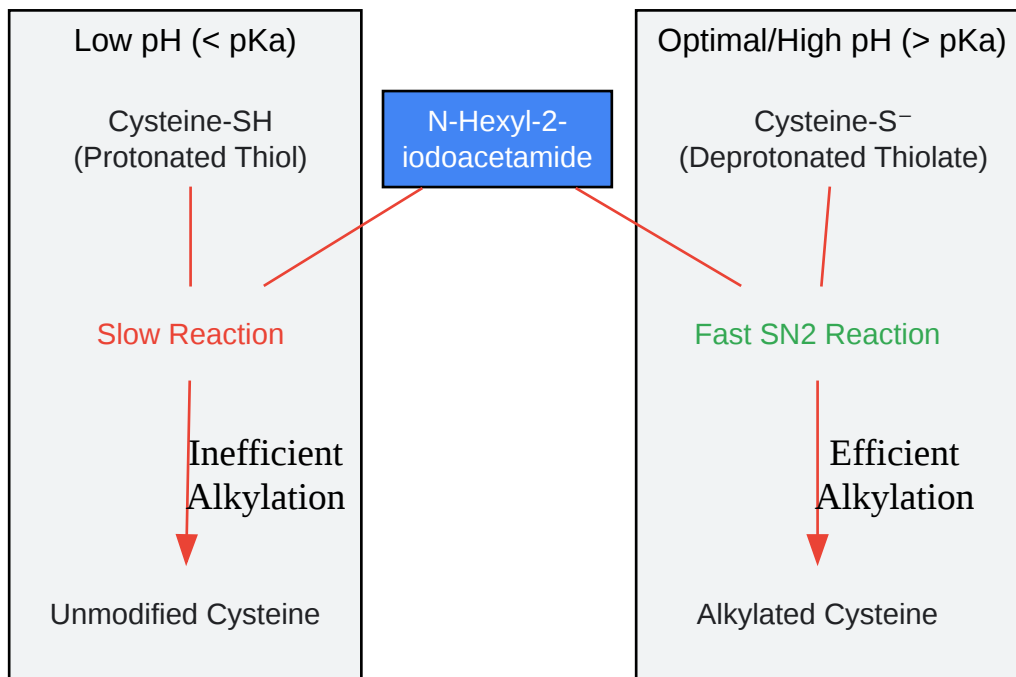 Low pH (< pKa)
Cysteine-SH
(Protonated Thiol)
Slow Reaction
Inefficient
Alkylation
Unmodified Cysteine
N-Hexyl-2-
iodoacetamide
Optimal/High pH (> pKa)
Cysteine-S⁻
(Deprotonated Thiolate)
Fast SN2 Reaction
Efficient
Alkylation
Alkylated Cysteine